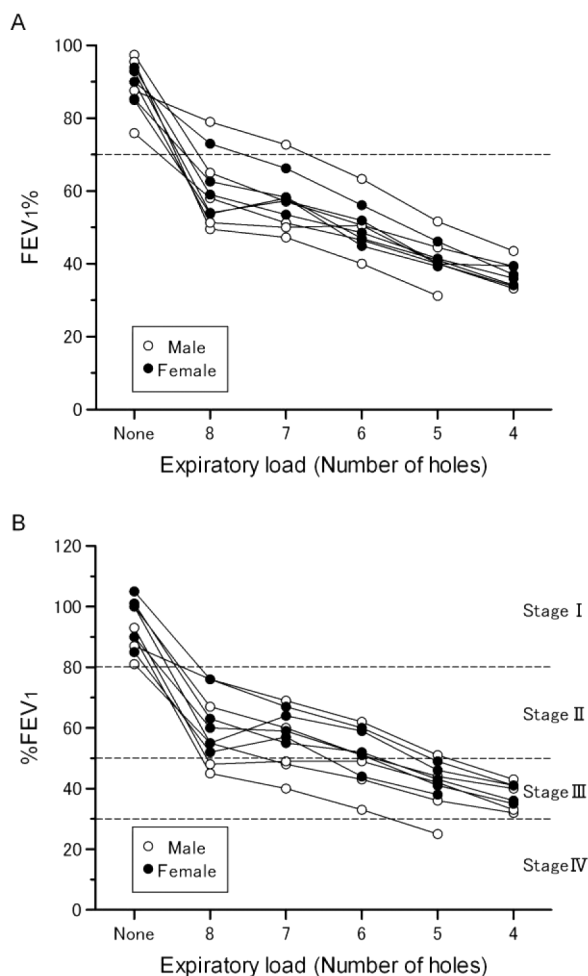 A
100
80
60
40
20
0
FEV1%
Male
Female
None 8 7 6 5 4
Expiratory load (Number of holes)
B
120
100
80
60
40
20
0
%FEV1
Stage I
Stage II
Stage III
Stage IV
Male
Female
None 8 7 6 5 4
Expiratory load (Number of holes)